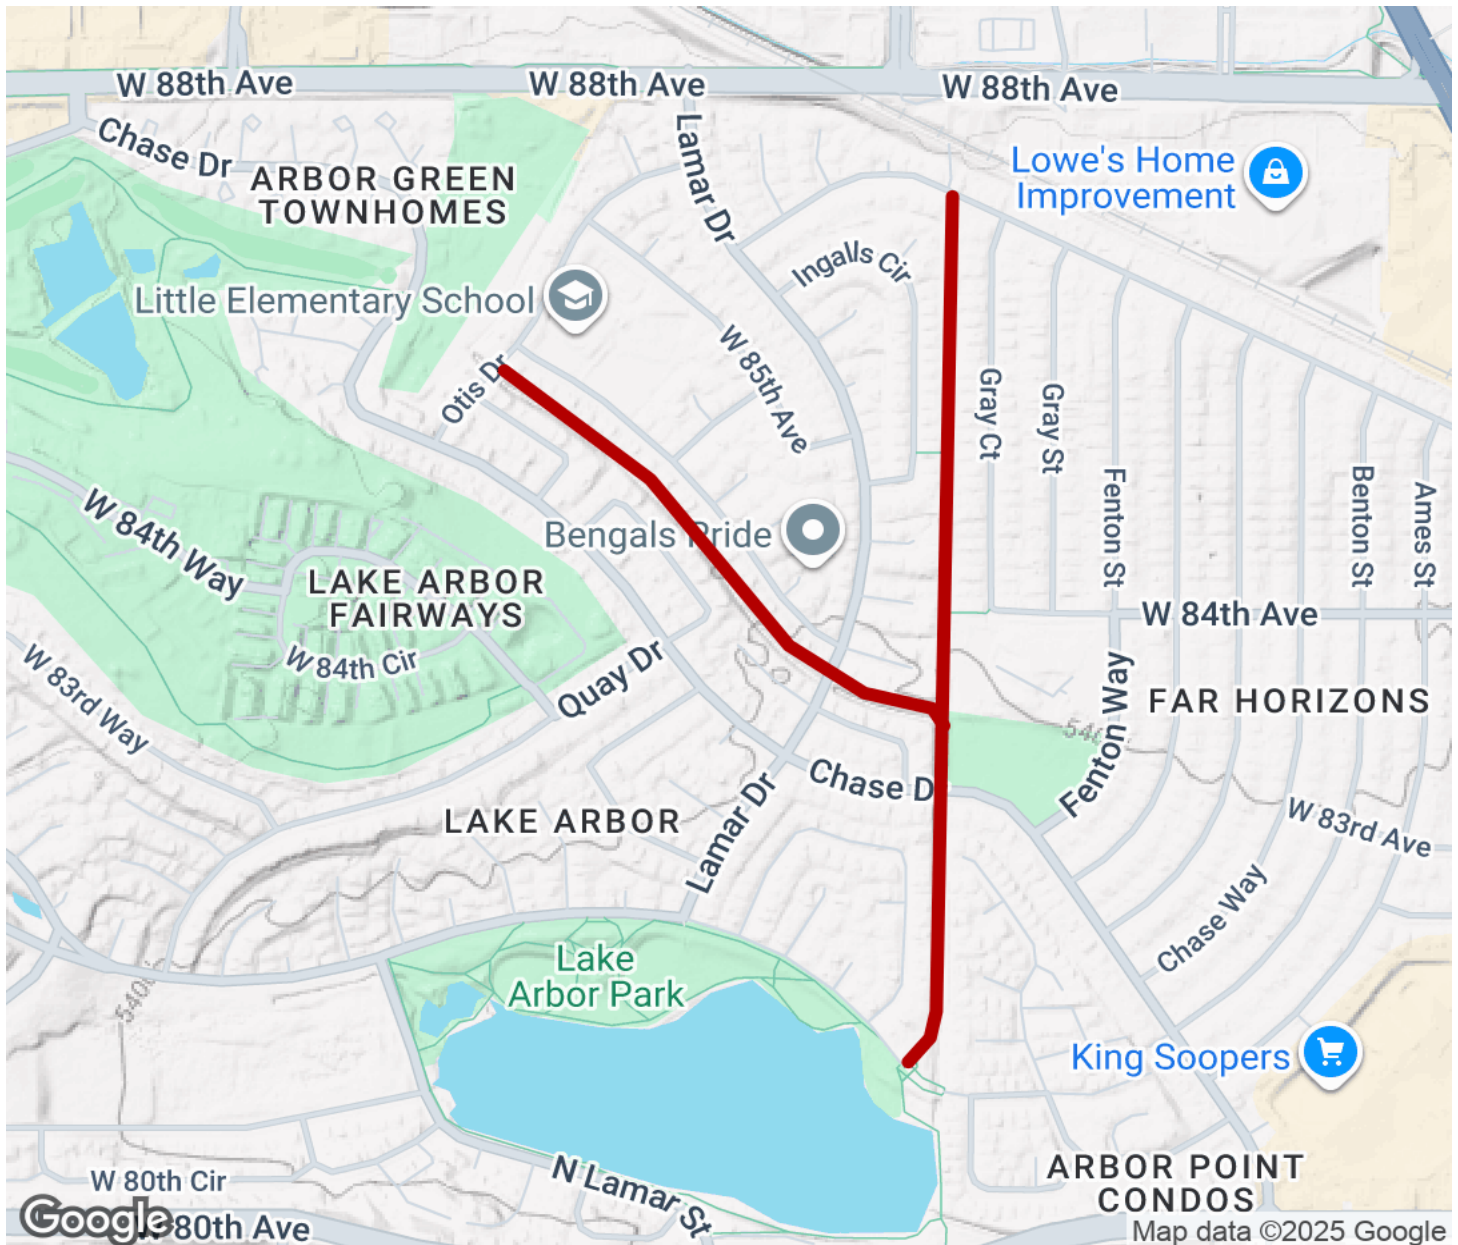 W 88th Ave
W 88th Ave
W 88th Ave
Chase Dr
Lamar Dr
ARBOR GREEN
TOWNHOMES
Lowe's Home
Improvement
Ingalls Cir
Little Elementary School
Otis Dr
W 85th Ave
Gray Ct
Gray St
Fenton St
Benton St
Ames St
W 84th Way
Bengals Pride
LAKE ARBOR
FAIRWAYS
W 84th Cir
W 84th Ave
Quay Dr
W 83rd Way
FAR HORIZONS
Fenton Way
Chase D
LAKE ARBOR
Lamar Dr
W 83rd Ave
Chase Way
Lake
Arbor Park
King Soopers
N Lamar St
ARBOR POINT
CONDOS
W 80th Cir
Google
W 80th Ave
Map data ©2025 Google